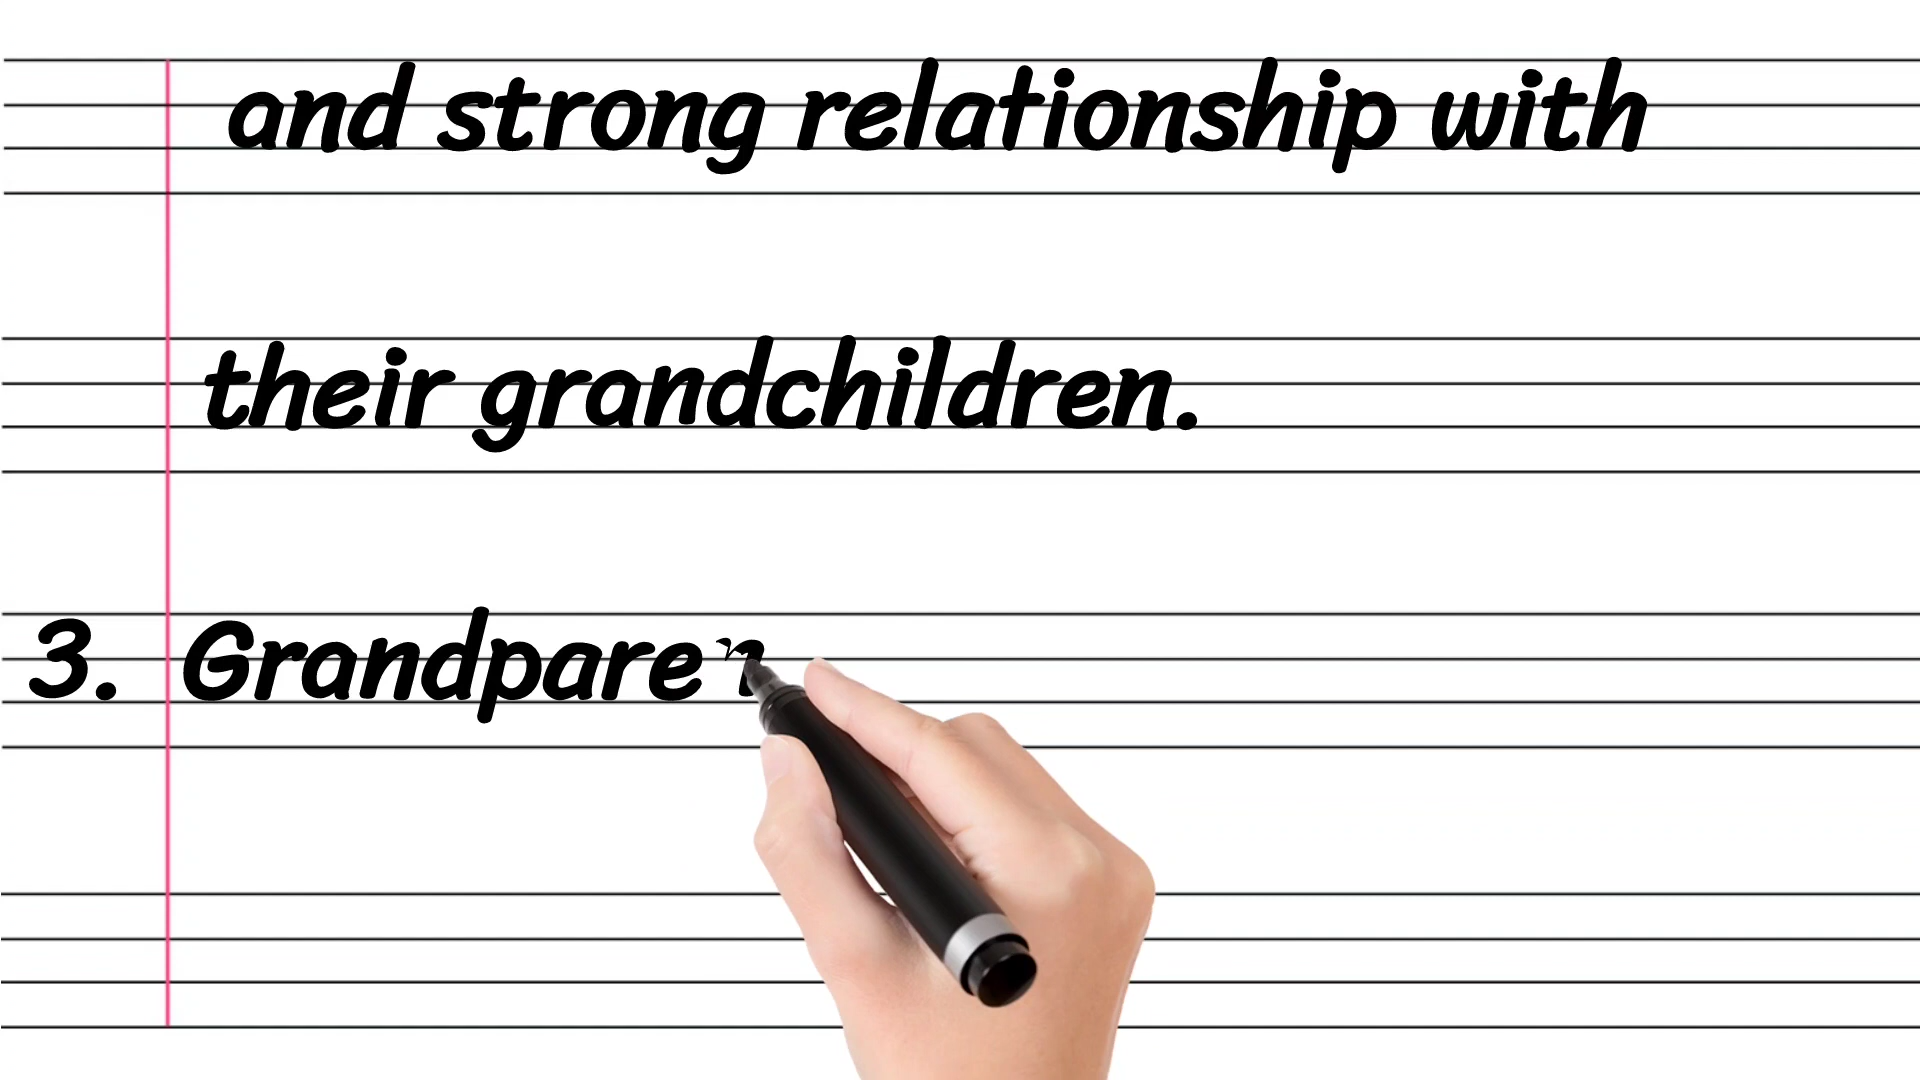 and strong relationship with
their grandchildren.
3. Grandparen